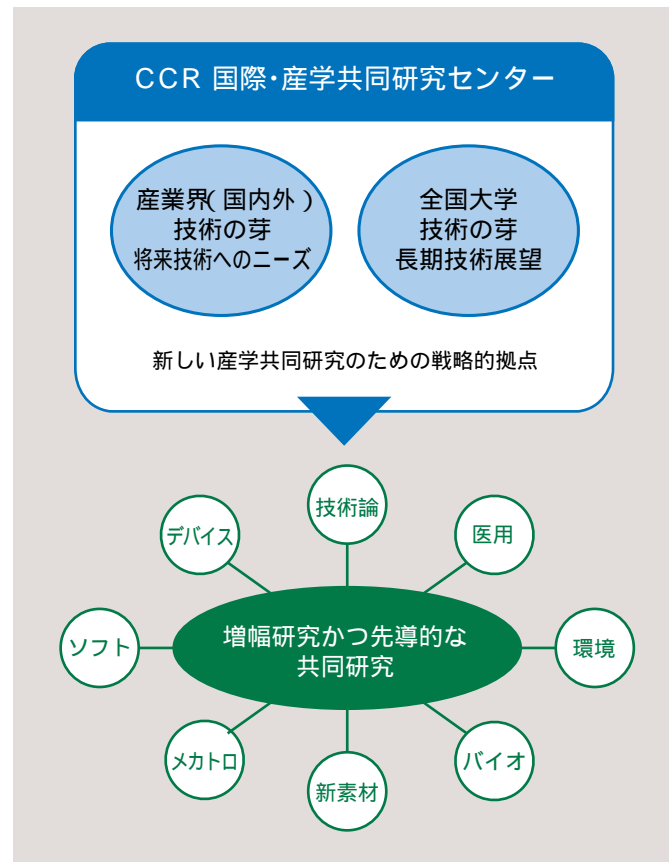 CCR 国際・産学共同研究センター
産業界(国内外)
技術の芽
将来技術へのニーズ
全国大学
技術の芽
長期技術展望
新しい産学共同研究のための戦略的拠点
技術論
デバイス
医用
ソフト
増幅研究かつ先導的な
共同研究
環境
メカトロ
バイオ
新素材